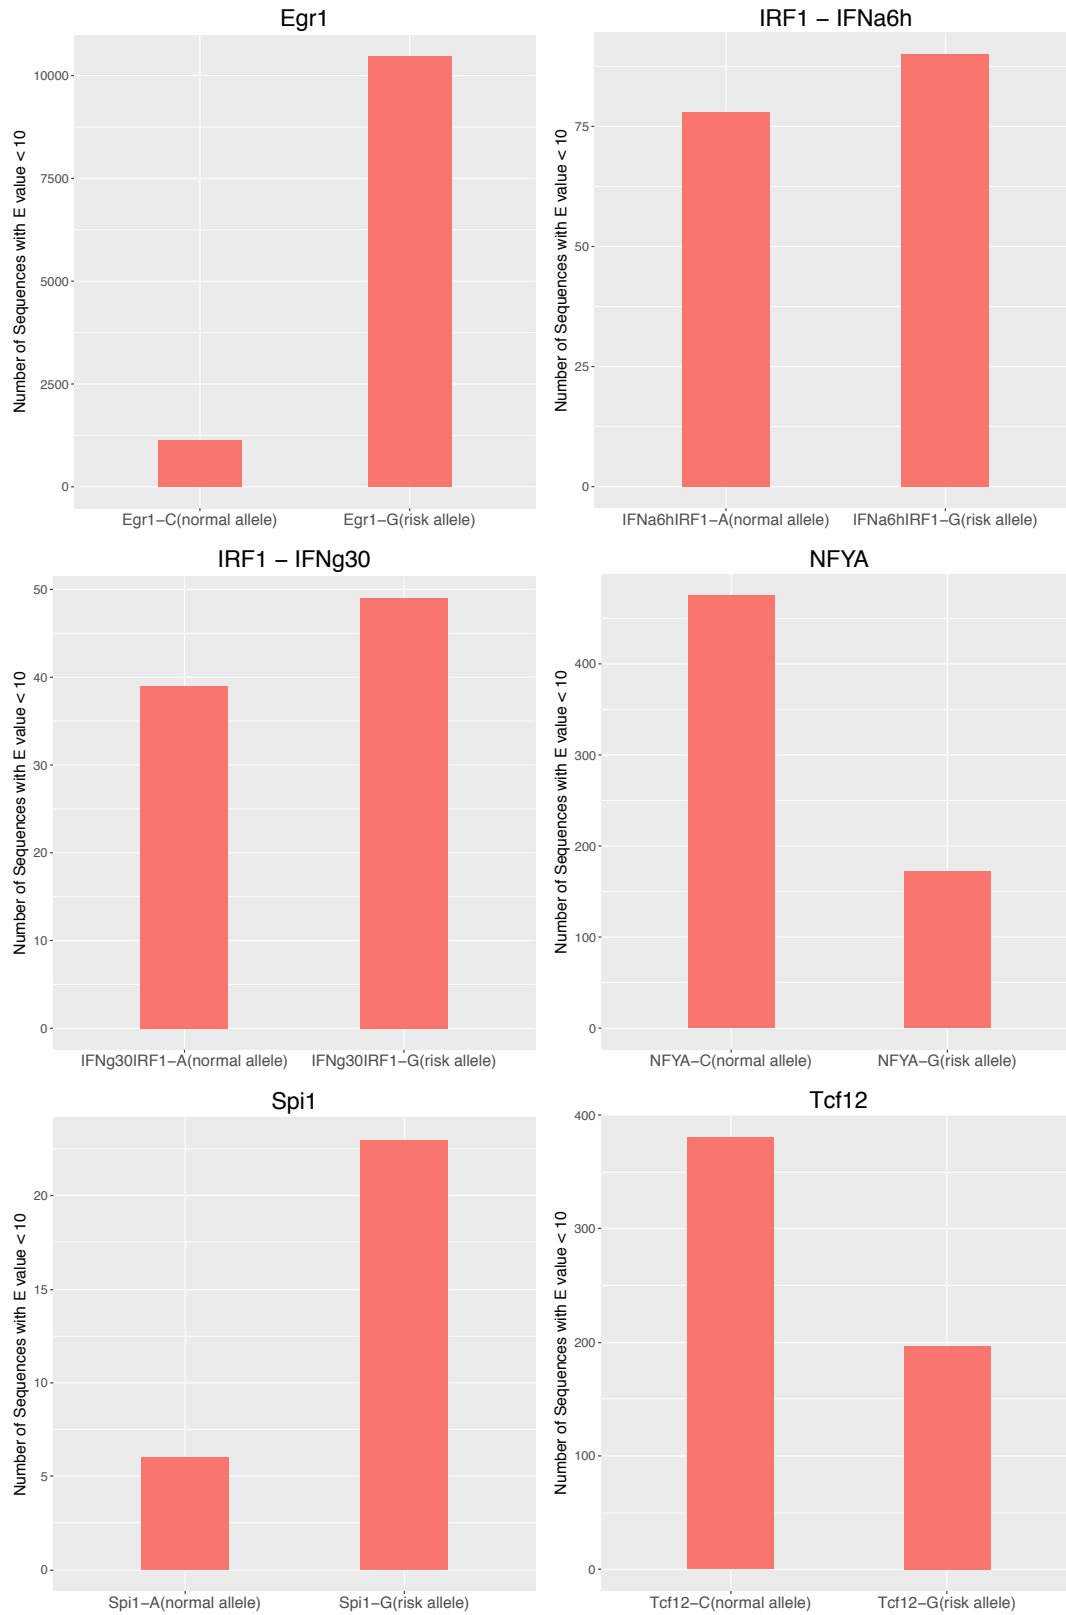 Egr1
Number of Sequences with E value < 10
10000
7500
5000
2500
0
Egr1−C(normal allele)
Egr1−G(risk allele)
IRF1 − IFNa6h
Number of Sequences with E value < 10
75
50
25
0
IFNa6hIRF1−A(normal allele)
IFNa6hIRF1−G(risk allele)
IRF1 − IFNg30
Number of Sequences with E value < 10
50
40
30
20
10
0
IFNg30IRF1−A(normal allele)
IFNg30IRF1−G(risk allele)
NFYA
Number of Sequences with E value < 10
400
300
200
100
0
NFYA−C(normal allele)
NFYA−G(risk allele)
Spi1
Number of Sequences with E value < 10
20
15
10
5
0
Spi1−A(normal allele)
Spi1−G(risk allele)
Tcf12
Number of Sequences with E value < 10
400
300
200
100
0
Tcf12−C(normal allele)
Tcf12−G(risk allele)